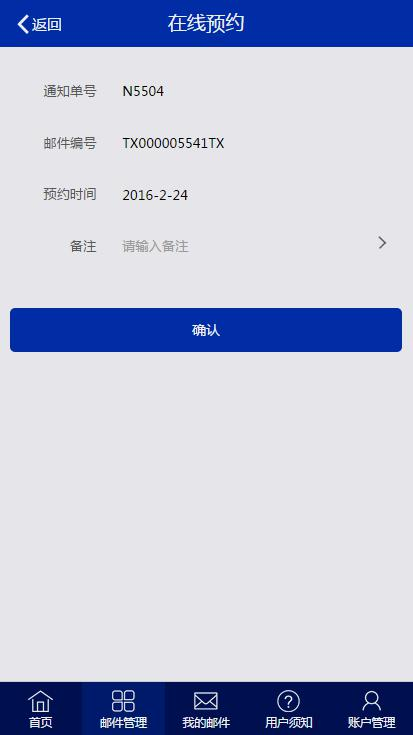 返回 在线预约
通知单号 N5504
邮件编号 TX000005541TX
预约时间 2016-2-24
备注 请输入备注
确认
首页 邮件管理 我的邮件 用户须知 账户管理